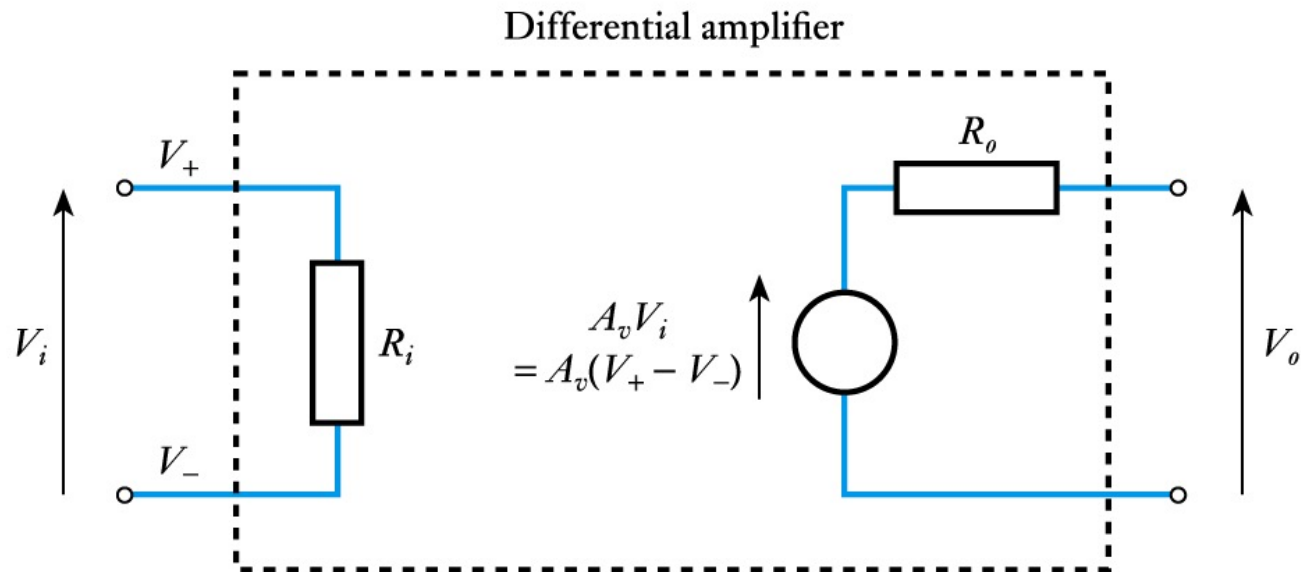 Differential amplifier
V₊
Rₒ
Vᵢ
Rᵢ
AᵥVᵢ
= Aᵥ(V₊ − V₋)
Vₒ
V₋